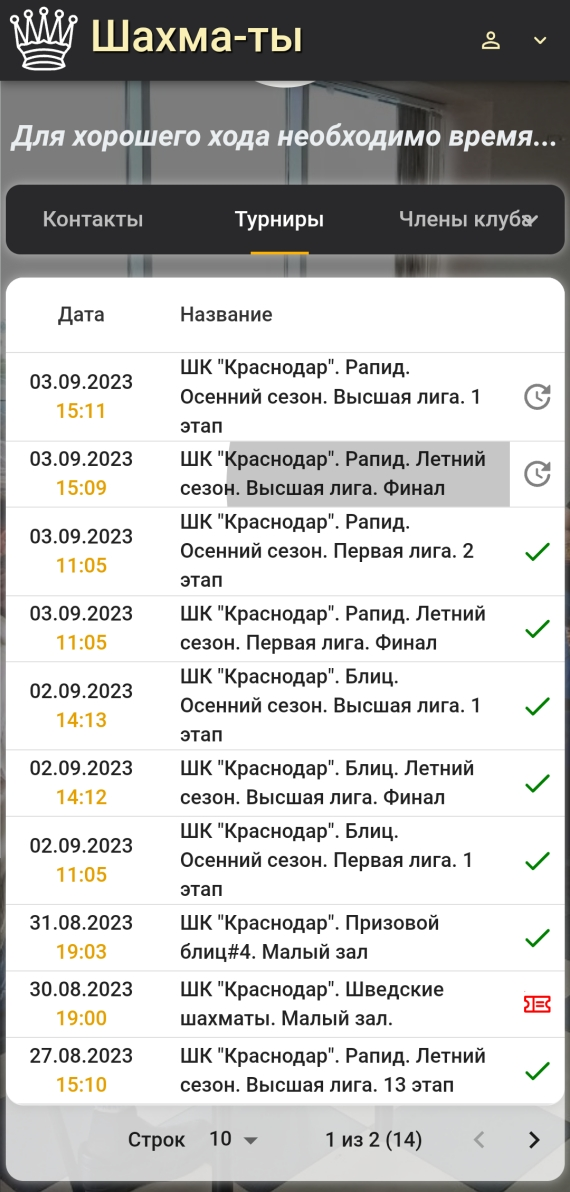 Шахма-ты
Для хорошего хода необходимо время...
Контакты Турниры Члены клуба
Дата Название
03.09.2023
15:11
ШК "Краснодар". Рапид.
Осенний сезон. Высшая лига. 1
этап
03.09.2023
15:09
ШК "Краснодар". Рапид. Летний
сезон. Высшая лига. Финал
03.09.2023
11:05
ШК "Краснодар". Рапид.
Осенний сезон. Первая лига. 2
этап
03.09.2023
11:05
ШК "Краснодар". Рапид. Летний
сезон. Первая лига. Финал
02.09.2023
14:13
ШК "Краснодар". Блиц.
Осенний сезон. Высшая лига. 1
этап
02.09.2023
14:12
ШК "Краснодар". Блиц. Летний
сезон. Высшая лига. Финал
02.09.2023
11:05
ШК "Краснодар". Блиц.
Осенний сезон. Первая лига. 1
этап
31.08.2023
19:03
ШК "Краснодар". Призовой
блиц#4. Малый зал
30.08.2023
19:00
ШК "Краснодар". Шведские
шахматы. Малый зал.
27.08.2023
15:10
ШК "Краснодар". Рапид. Летний
сезон. Высшая лига. 13 этап
Строк 10 1 из 2 (14)